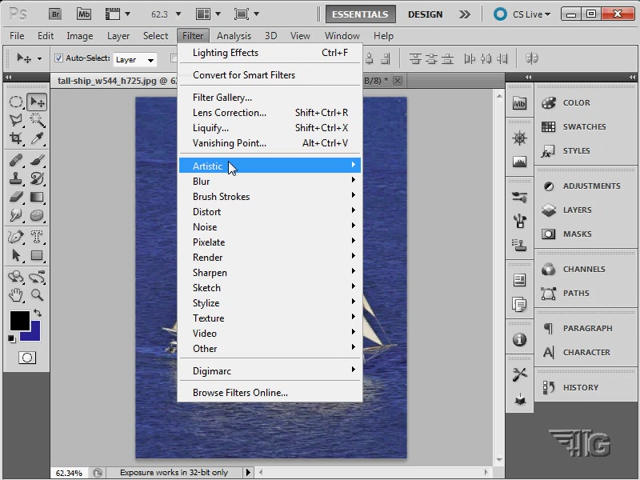 Ps
Br
Mb
62.3
ESSENTIALS
DESIGN
CS Live
File Edit Image Layer Select Filter Analysis 3D View Window Help
Auto-Select: Layer
tall-ship_w544_h725.jpg @ 62
B/8) *
Lighting Effects Ctrl+F
Convert for Smart Filters
Filter Gallery...
Lens Correction... Shift+Ctrl+R
Liquify... Shift+Ctrl+X
Vanishing Point... Alt+Ctrl+V
Artistic
Blur
Brush Strokes
Distort
Noise
Pixelate
Render
Sharpen
Sketch
Stylize
Texture
Video
Other
Digimarc
Browse Filters Online...
Mb
COLOR
SWATCHES
STYLES
ADJUSTMENTS
LAYERS
MASKS
CHANNELS
PATHS
PARAGRAPH
CHARACTER
HISTORY
62.34% Exposure works in 32-bit only